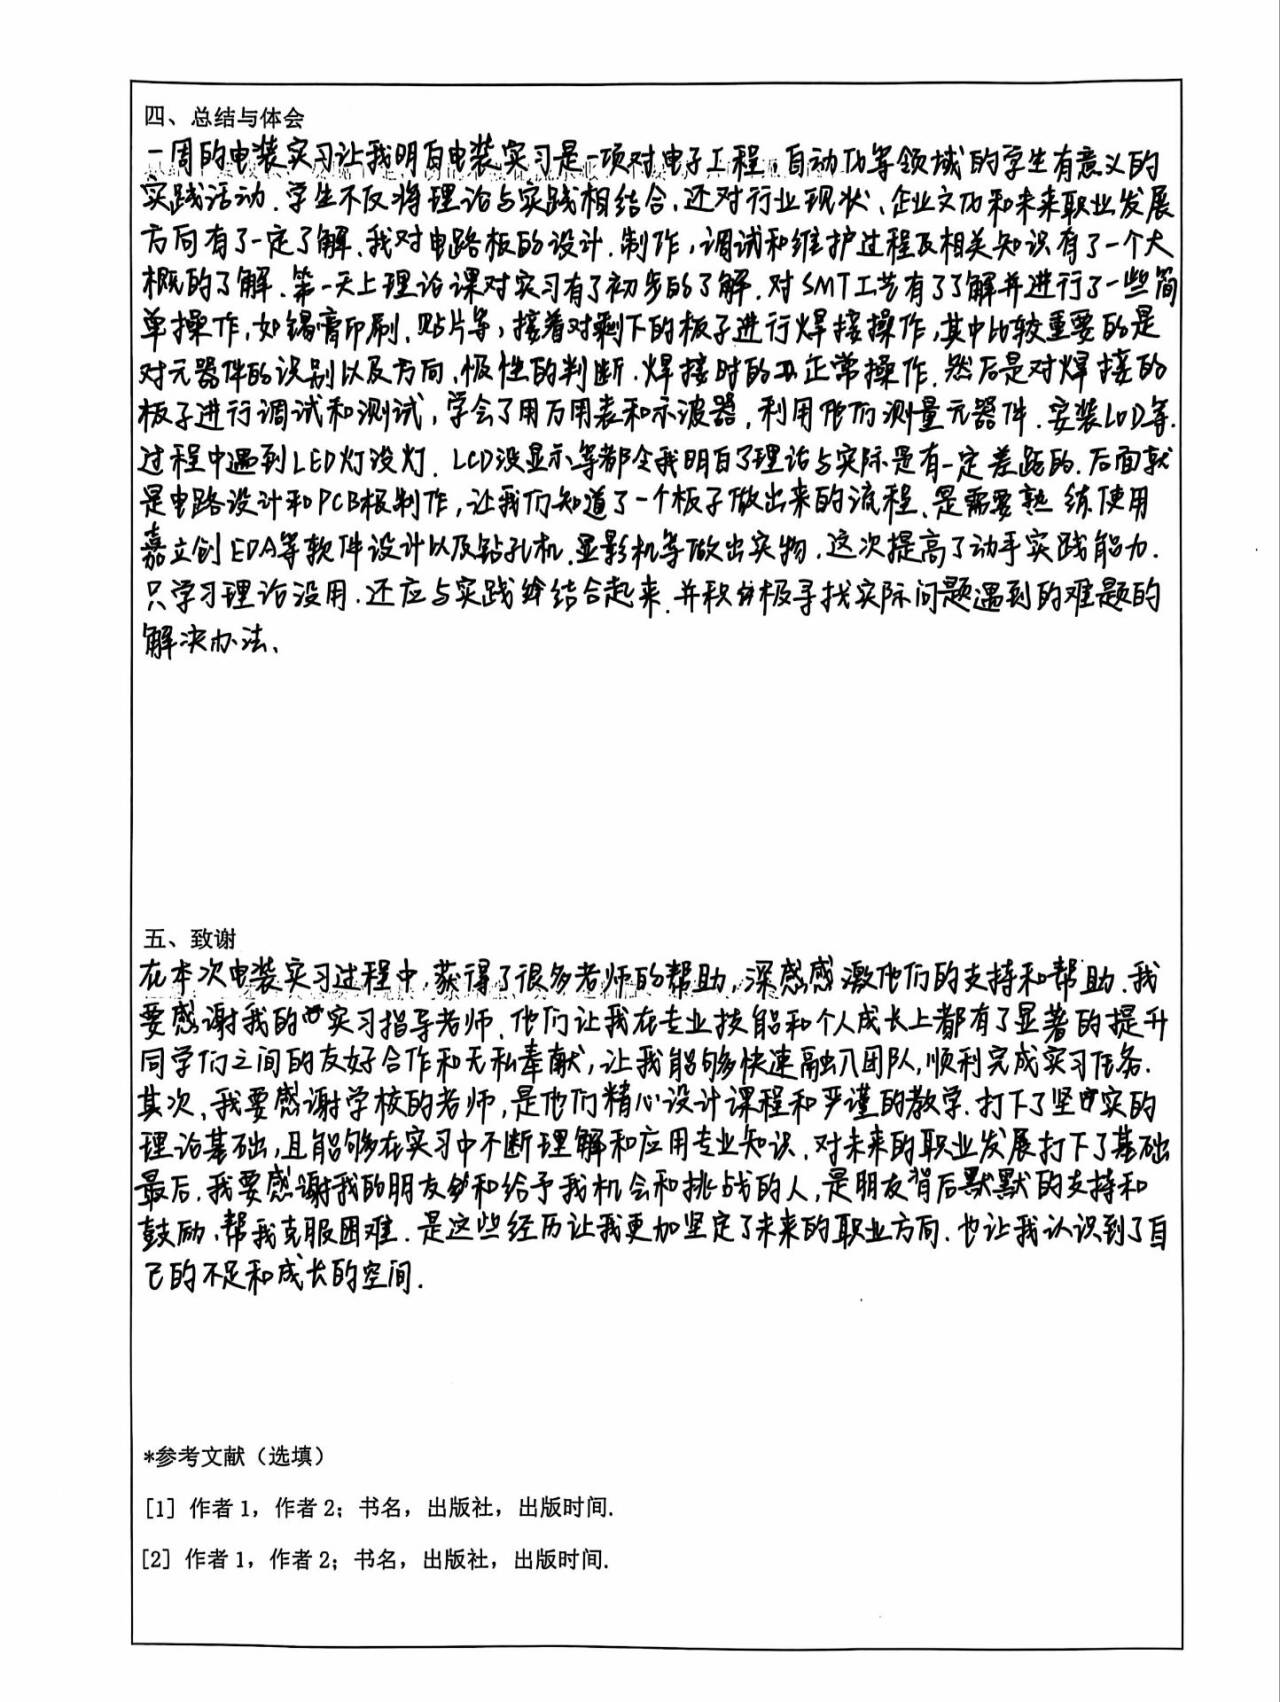 四、总结与体会
一周的电装实习让我明白电装实习是一项对电子工程、自动功等领域的学生有意义的
实践活动.学生不仅将理论与实践相结合,还对行业现状、企业文历和未来职业发展
方向有了一定了解.我对电路板的设计.制作,调试和维护过程及相关知识有了一个大
概的了解.第一天上理论课对实习有了初步的了解.对SMT工艺有了了解并进行了一些简
单操作,如锡膏印刷.贴片等,接着对剩下的板子进行焊接操作,其中比较重要的是
对元器件的识别以及方向、极性的判断.焊接时的正常操作.然后是对焊接的
板子进行调试和测试,学会了用万用表和示波器,利用他们测量元器件.安装LCD等.
过程中遇到LED灯没灯.LCD没显示等都令我明白了理论与实际是有一定差距的.后面就
是电路设计和PCB板制作,让我们知道了一个板子做出来的流程、是需要熟练使用
嘉立创EDA等软件设计以及钻孔机.显影机等做出实物.这次提高了动手实践能力.
只学习理论没用.还应与实践结合起来.并积极寻找实际问题遇到的难题的
解决办法、
五、致谢
在本次电装实习过程中,获得了很多老师的帮助,深感感激他们的支持和帮助.我
要感谢我的实习指导老师.他们让我在专业技能和个人成长上都有了显著的提升
同学们之间的友好合作和无私奉献,让我能够快速融入团队,顺利完成实习任务.
其次、我要感谢学校的老师,是他们精心设计课程和严谨的教学.打下了坚实的
理论基础,且能够在实习中不断理解和应用专业知识.对未来的职业发展打下了基础
最后.我要感谢我的朋友和给予我机会和挑战的人,是朋友背后默默的支持和
鼓励,帮我克服困难.是这些经历让我更加坚定了未来的职业方向.也让我认识到了自
己的不足和成长的空间.
*参考文献（选填）
[1] 作者1，作者2；书名，出版社，出版时间.
[2] 作者1，作者2；书名，出版社，出版时间.